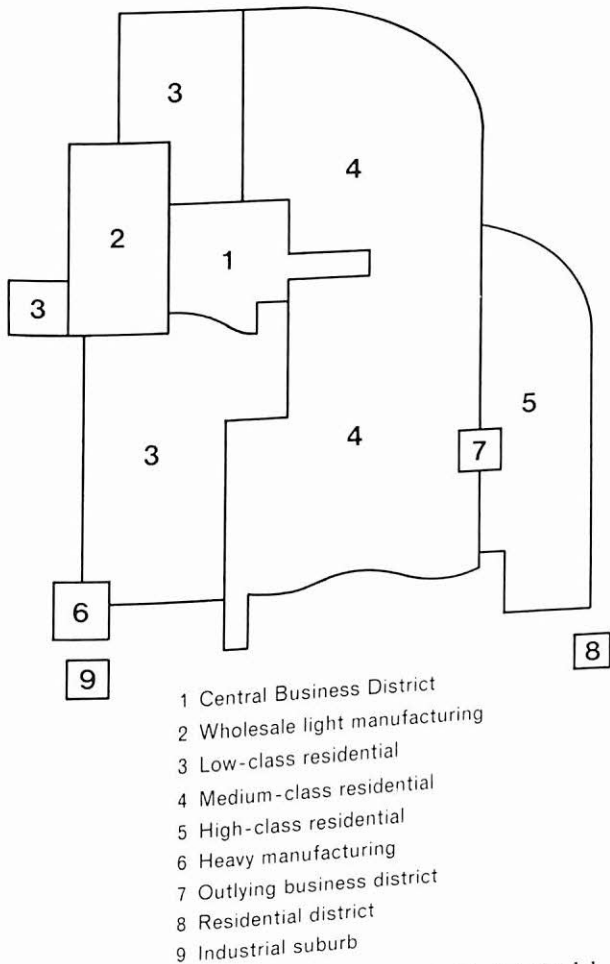 3
4
2
1
3
5
3
4
7
6
9
8
1 Central Business District
2 Wholesale light manufacturing
3 Low-class residential
4 Medium-class residential
5 High-class residential
6 Heavy manufacturing
7 Outlying business district
8 Residential district
9 Industrial suburb